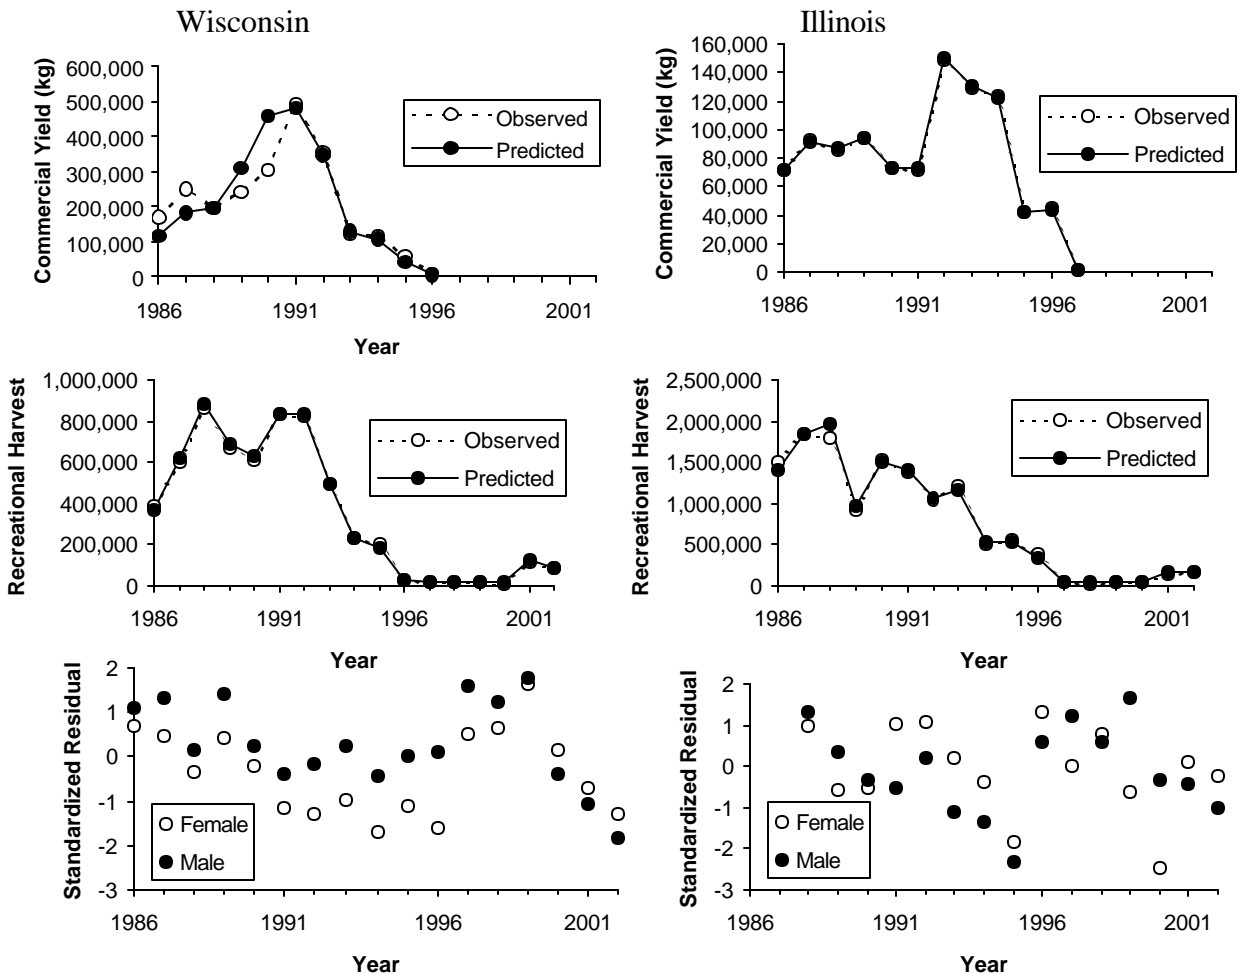 Wisconsin
Illinois
Commercial Yield (kg)
600,000
500,000
400,000
300,000
200,000
100,000
0
Observed
Predicted
1986 1991 1996 2001
Year
Commercial Yield (kg)
160,000
140,000
120,000
100,000
80,000
60,000
40,000
20,000
0
Observed
Predicted
1986 1991 1996 2001
Recreational Harvest
1,000,000
800,000
600,000
400,000
200,000
0
Observed
Predicted
1986 1991 1996 2001
Year
Recreational Harvest
2,500,000
2,000,000
1,500,000
1,000,000
500,000
0
Observed
Predicted
1986 1991 1996 2001
Year
Standardized Residual
2
1
0
-1
-2
-3
Female
Male
1986 1991 1996 2001
Year
Standardized Residual
2
1
0
-1
-2
-3
Female
Male
1986 1991 1996 2001
Year